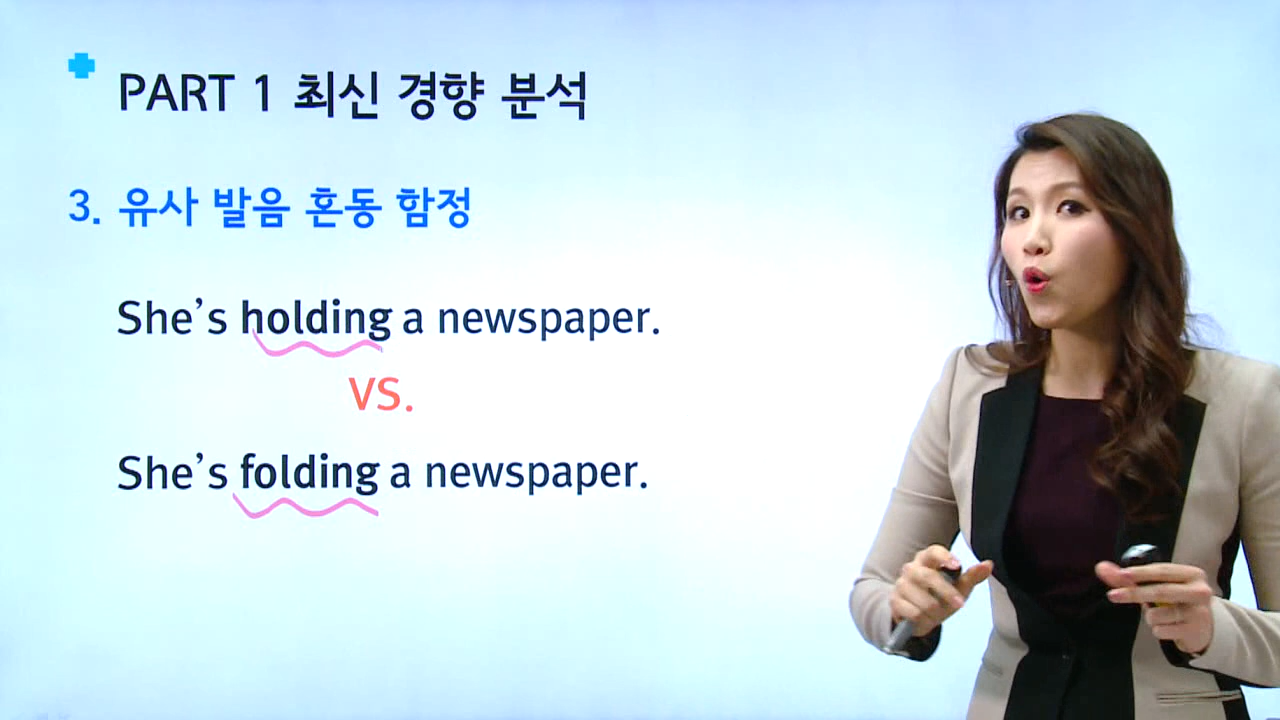 PART 1 최신 경향 분석
3. 유사 발음 혼동 함정
She's holding a newspaper.
VS.
She's folding a newspaper.